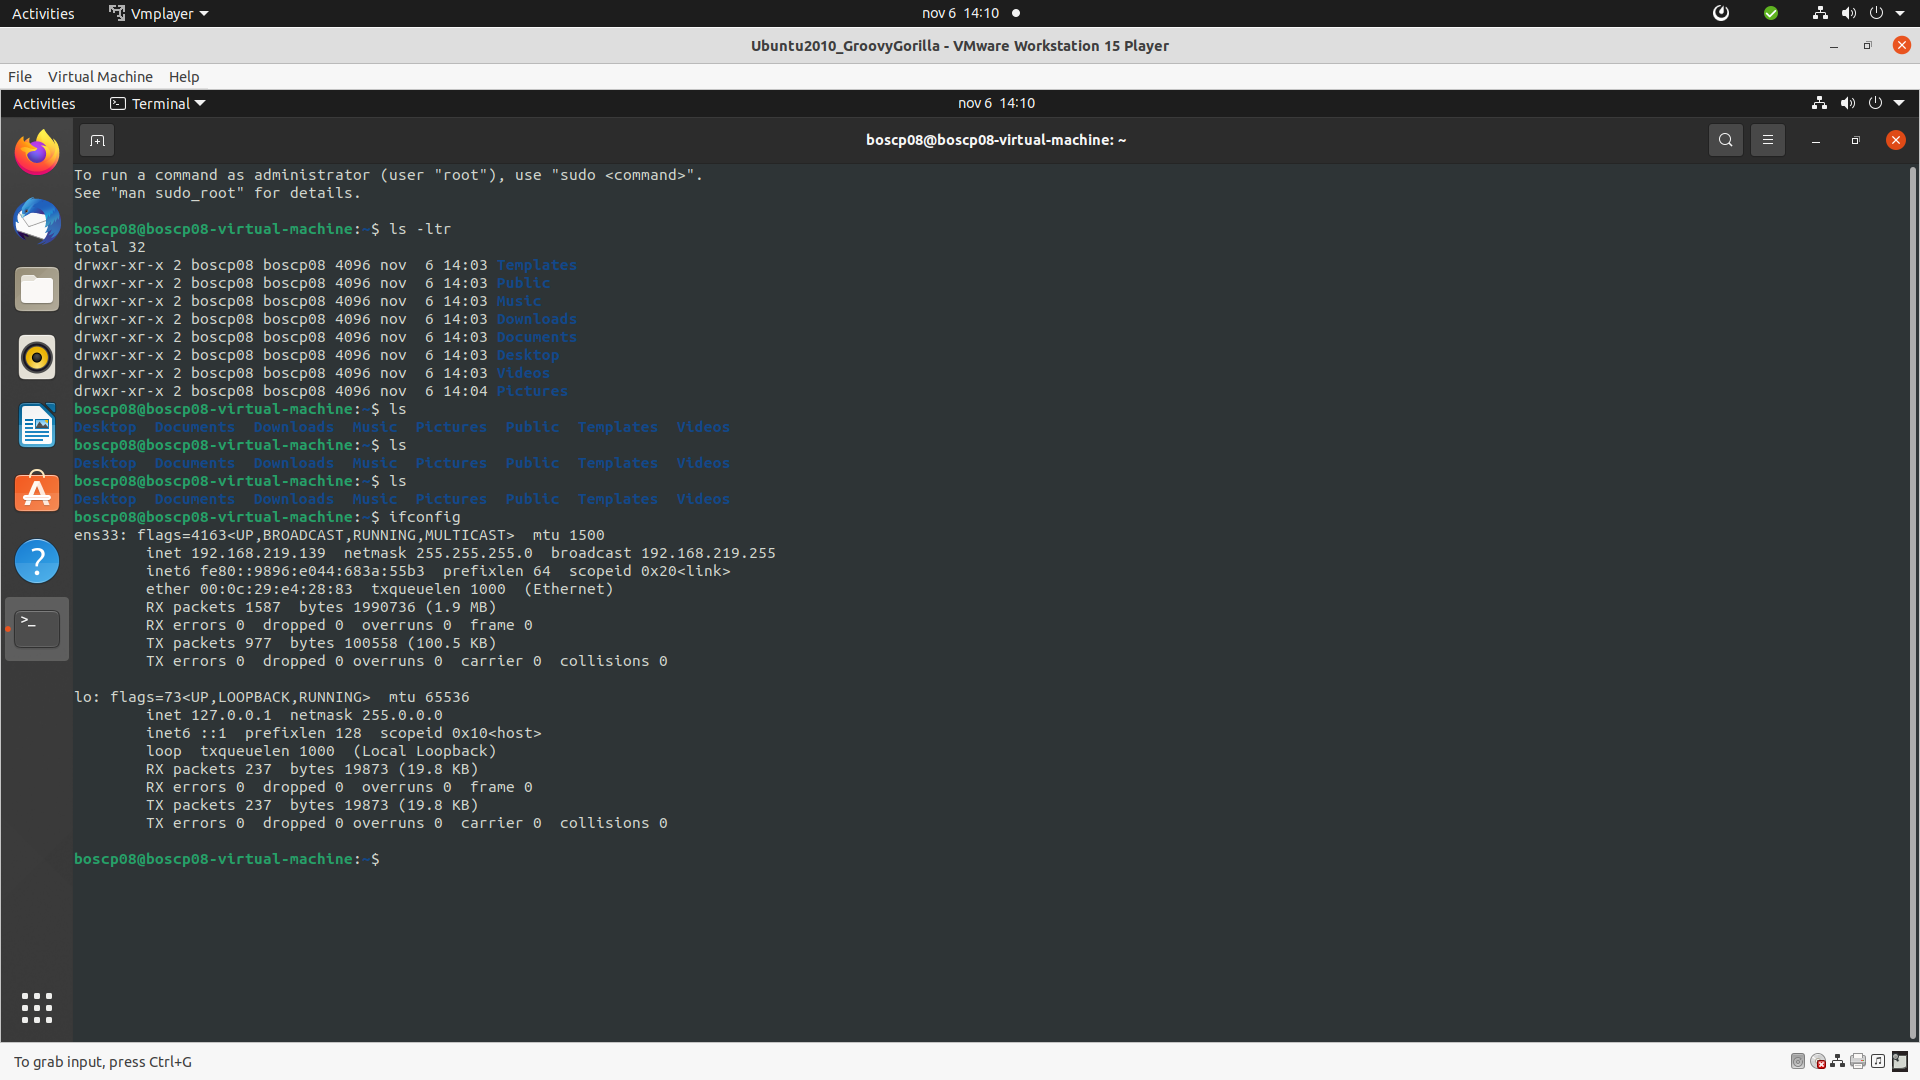 Activities Vmplayer nov 6 14:10
Ubuntu2010_GroovyGorilla - VMware Workstation 15 Player
File Virtual Machine Help
Activities Terminal nov 6 14:10
boscp08@boscp08-virtual-machine: ~
To run a command as administrator (user "root"), use "sudo <command>".
See "man sudo_root" for details.
boscp08@boscp08-virtual-machine:~$ ls -ltr
total 32
drwxr-xr-x 2 boscp08 boscp08 4096 nov  6 14:03 Templates
drwxr-xr-x 2 boscp08 boscp08 4096 nov  6 14:03 Public
drwxr-xr-x 2 boscp08 boscp08 4096 nov  6 14:03 Music
drwxr-xr-x 2 boscp08 boscp08 4096 nov  6 14:03 Downloads
drwxr-xr-x 2 boscp08 boscp08 4096 nov  6 14:03 Documents
drwxr-xr-x 2 boscp08 boscp08 4096 nov  6 14:03 Desktop
drwxr-xr-x 2 boscp08 boscp08 4096 nov  6 14:03 Videos
drwxr-xr-x 2 boscp08 boscp08 4096 nov  6 14:04 Pictures
boscp08@boscp08-virtual-machine:~$ ls
Desktop  Documents  Downloads  Music  Pictures  Public  Templates  Videos
boscp08@boscp08-virtual-machine:~$ ls
Desktop  Documents  Downloads  Music  Pictures  Public  Templates  Videos
boscp08@boscp08-virtual-machine:~$ ls
Desktop  Documents  Downloads  Music  Pictures  Public  Templates  Videos
boscp08@boscp08-virtual-machine:~$ ifconfig
ens33: flags=4163<UP,BROADCAST,RUNNING,MULTICAST>  mtu 1500
        inet 192.168.219.139  netmask 255.255.255.0  broadcast 192.168.219.255
        inet6 fe80::9896:e044:683a:55b3  prefixlen 64  scopeid 0x20<link>
        ether 00:0c:29:e4:28:83  txqueuelen 1000  (Ethernet)
        RX packets 1587  bytes 1990736 (1.9 MB)
        RX errors 0  dropped 0  overruns 0  frame 0
        TX packets 977  bytes 100558 (100.5 KB)
        TX errors 0  dropped 0 overruns 0  carrier 0  collisions 0
lo: flags=73<UP,LOOPBACK,RUNNING>  mtu 65536
        inet 127.0.0.1  netmask 255.0.0.0
        inet6 ::1  prefixlen 128  scopeid 0x10<host>
        loop  txqueuelen 1000  (Local Loopback)
        RX packets 237  bytes 19873 (19.8 KB)
        RX errors 0  dropped 0  overruns 0  frame 0
        TX packets 237  bytes 19873 (19.8 KB)
        TX errors 0  dropped 0 overruns 0  carrier 0  collisions 0
boscp08@boscp08-virtual-machine:~$
To grab input, press Ctrl+G